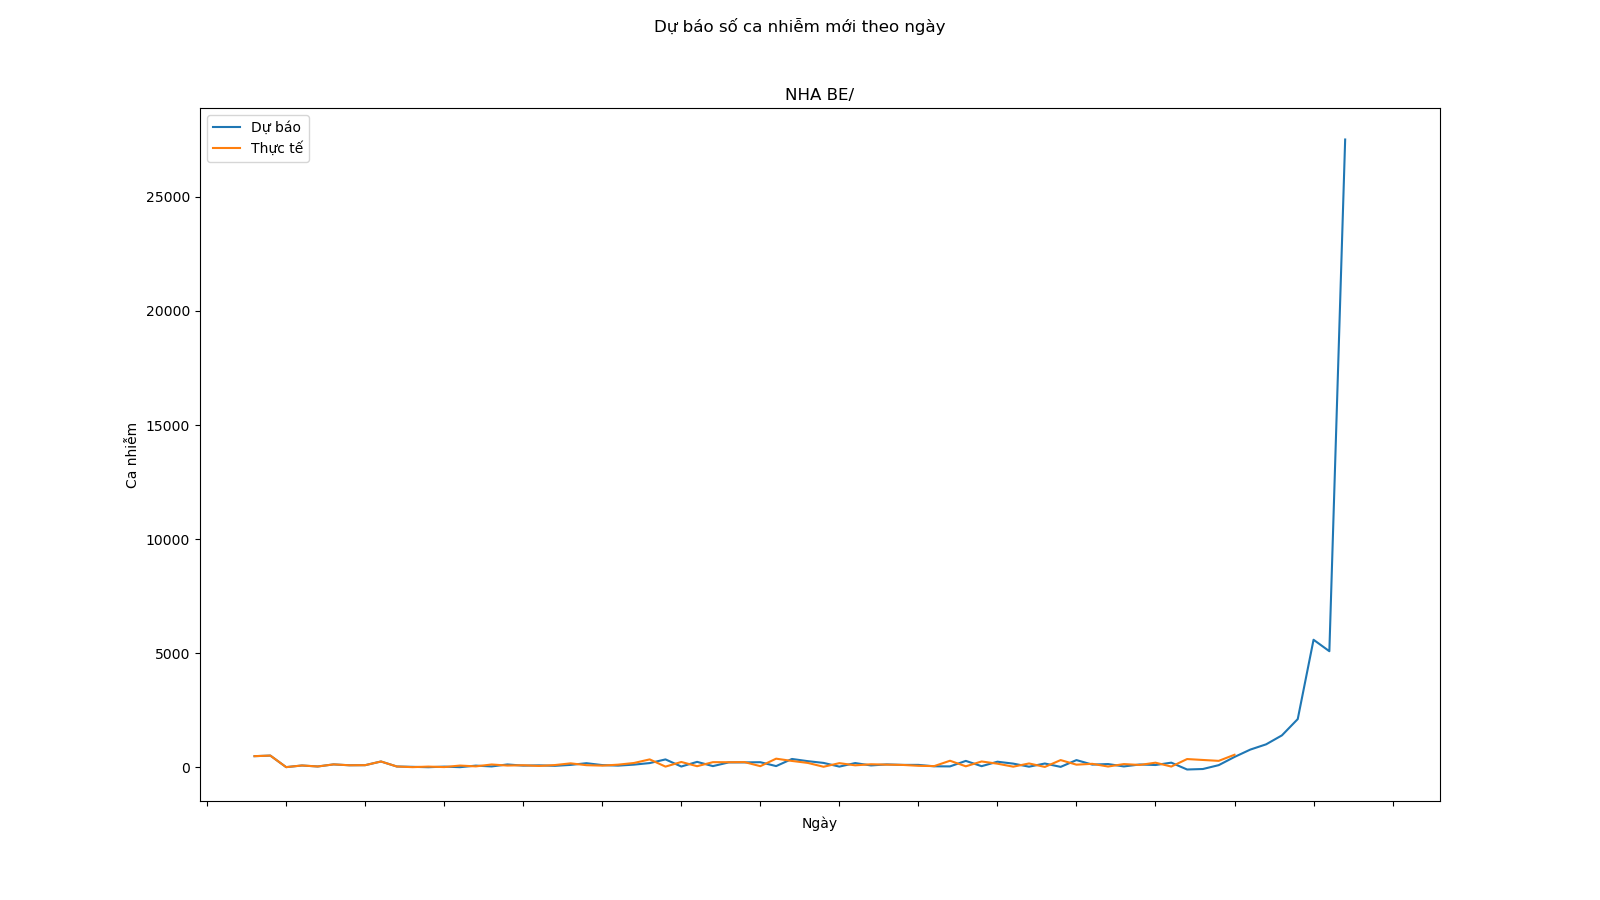 Dự báo số ca nhiễm mới theo ngày
NHA BE/
Dự báo
Thực tế
25000
20000
15000
10000
5000
0
Ca nhiễm
Ngày